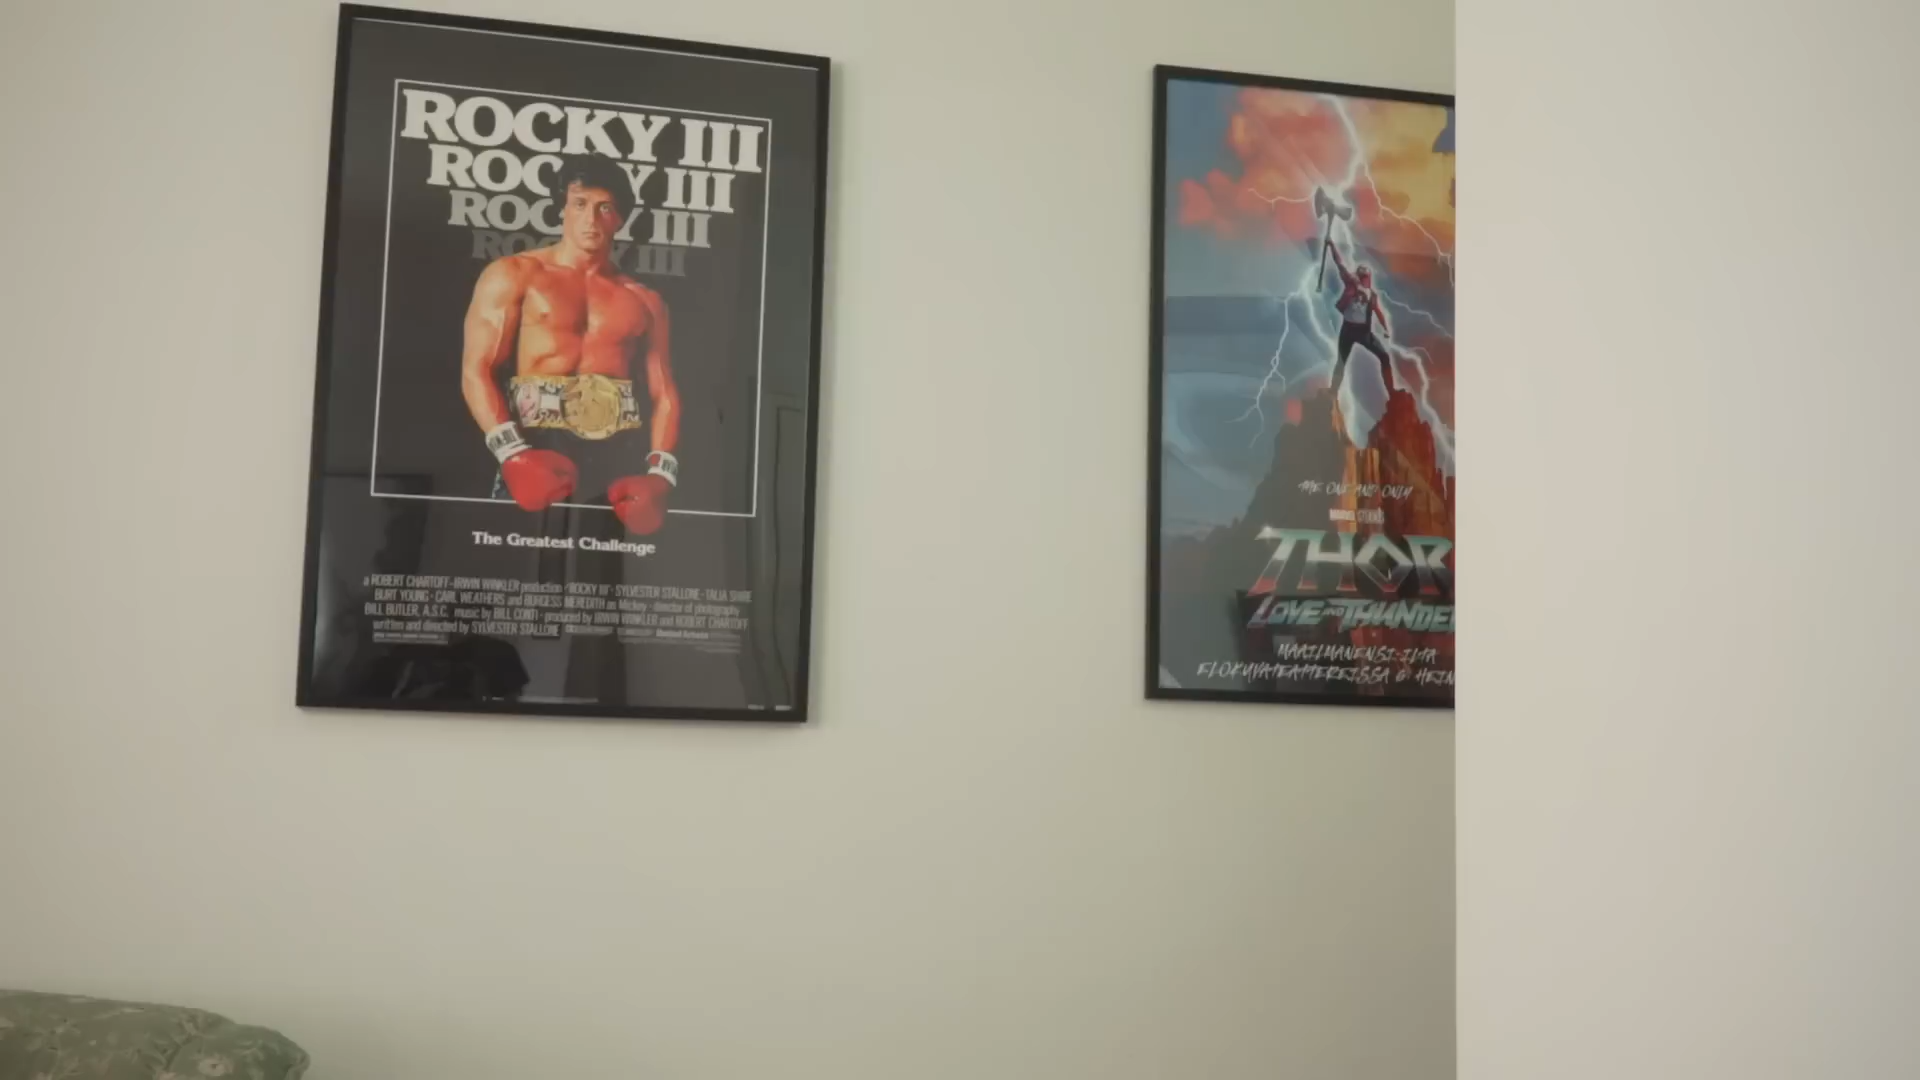 ROCKY III
ROCKY III
ROCKY III
ROCKY III
The Greatest Challenge
a ROBERT CHARTOFF-IRWIN WINKLER production "ROCKY III" · SYLVESTER STALLONE · TALIA SHIRE
BURT YOUNG · CARL WEATHERS and BURGESS MEREDITH as Mickey · director of photography
BILL BUTLER, A.S.C. music by BILL CONTI · produced by IRWIN WINKLER and ROBERT CHARTOFF
written and directed by SYLVESTER STALLONE
THE ONE AND ONLY
MARVEL STUDIOS
THOR
LOVE AND THUNDER
MAAILMANENSI-ILTA
ELOKUVATEATTEREISSA 6 HEIN